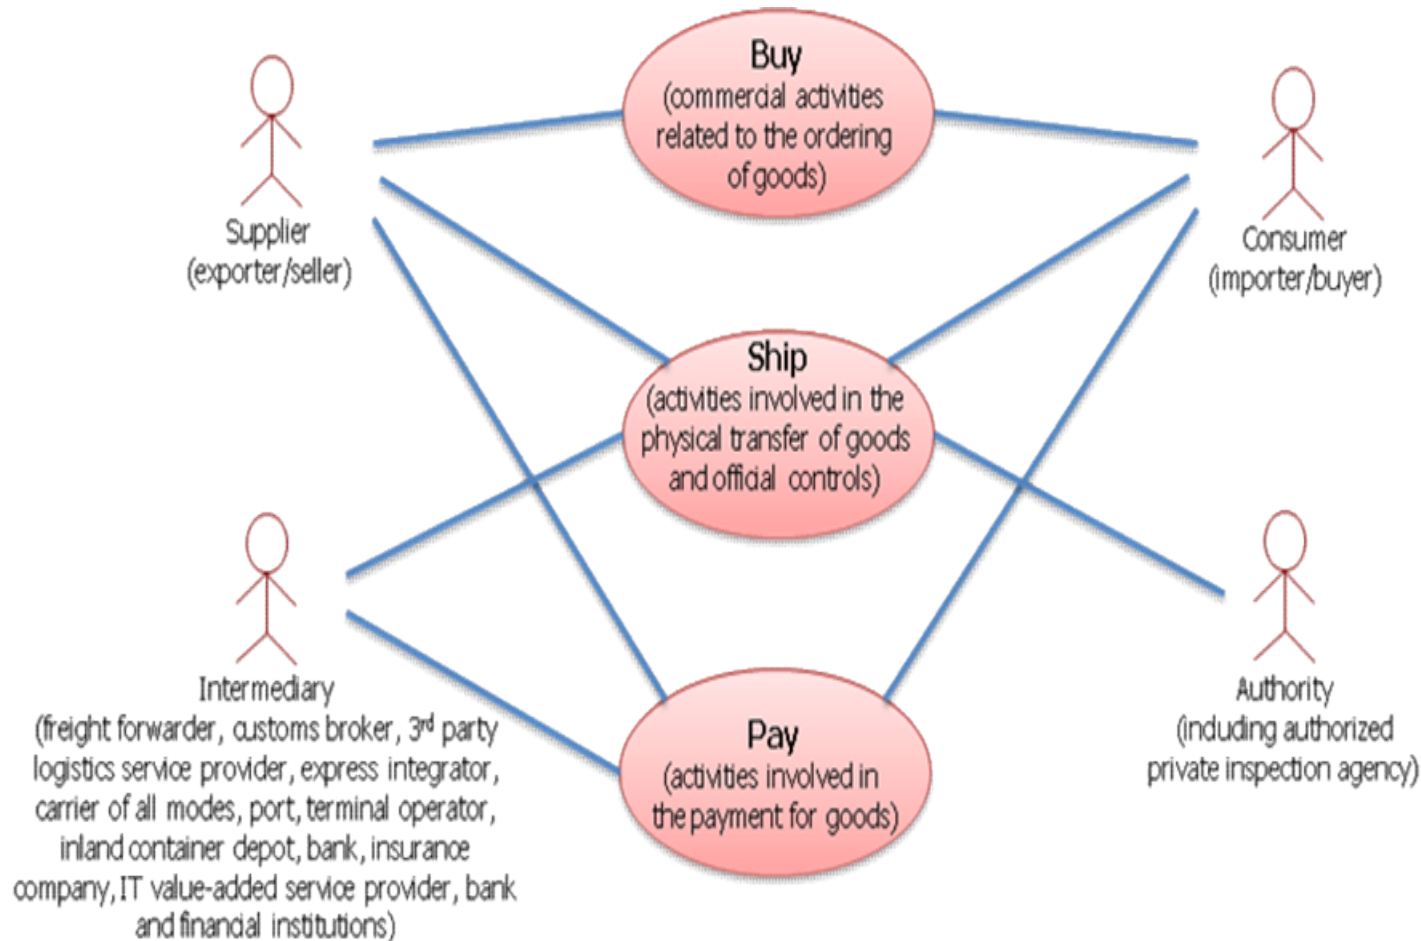 Buy
(commercial activities
related to the ordering
of goods)
Supplier
(exporter/seller)
Consumer
(importer/buyer)
Ship
(activities involved in the
physical transfer of goods
and official controls)
Intermediary
(freight forwarder, customs broker, 3rd party
logistics service provider, express integrator,
carrier of all modes, port, terminal operator,
inland container depot, bank, insurance
company, IT value-added service provider, bank
and financial institutions)
Authority
(including authorized
private inspection agency)
Pay
(activities involved in
the payment for goods)